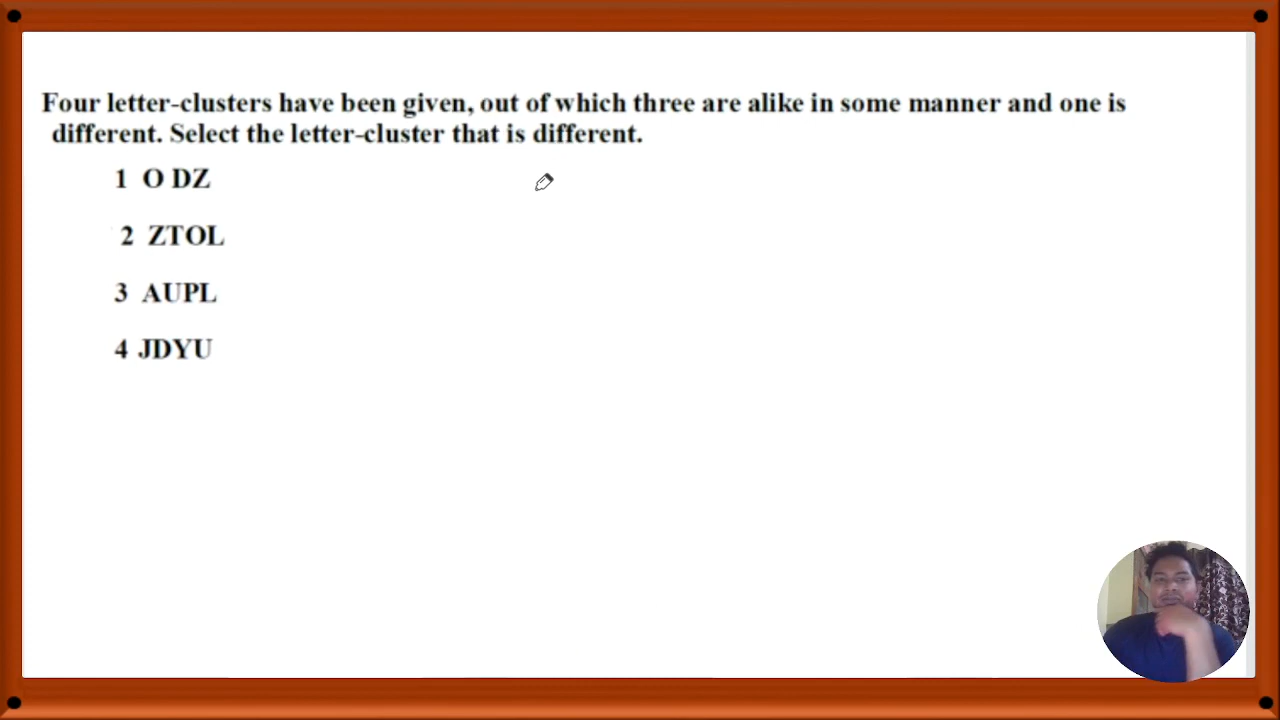 Four letter-clusters have been given, out of which three are alike in some manner and one is
different. Select the letter-cluster that is different.
1 O DZ
2 ZTOL
3 AUPL
4 JDYU